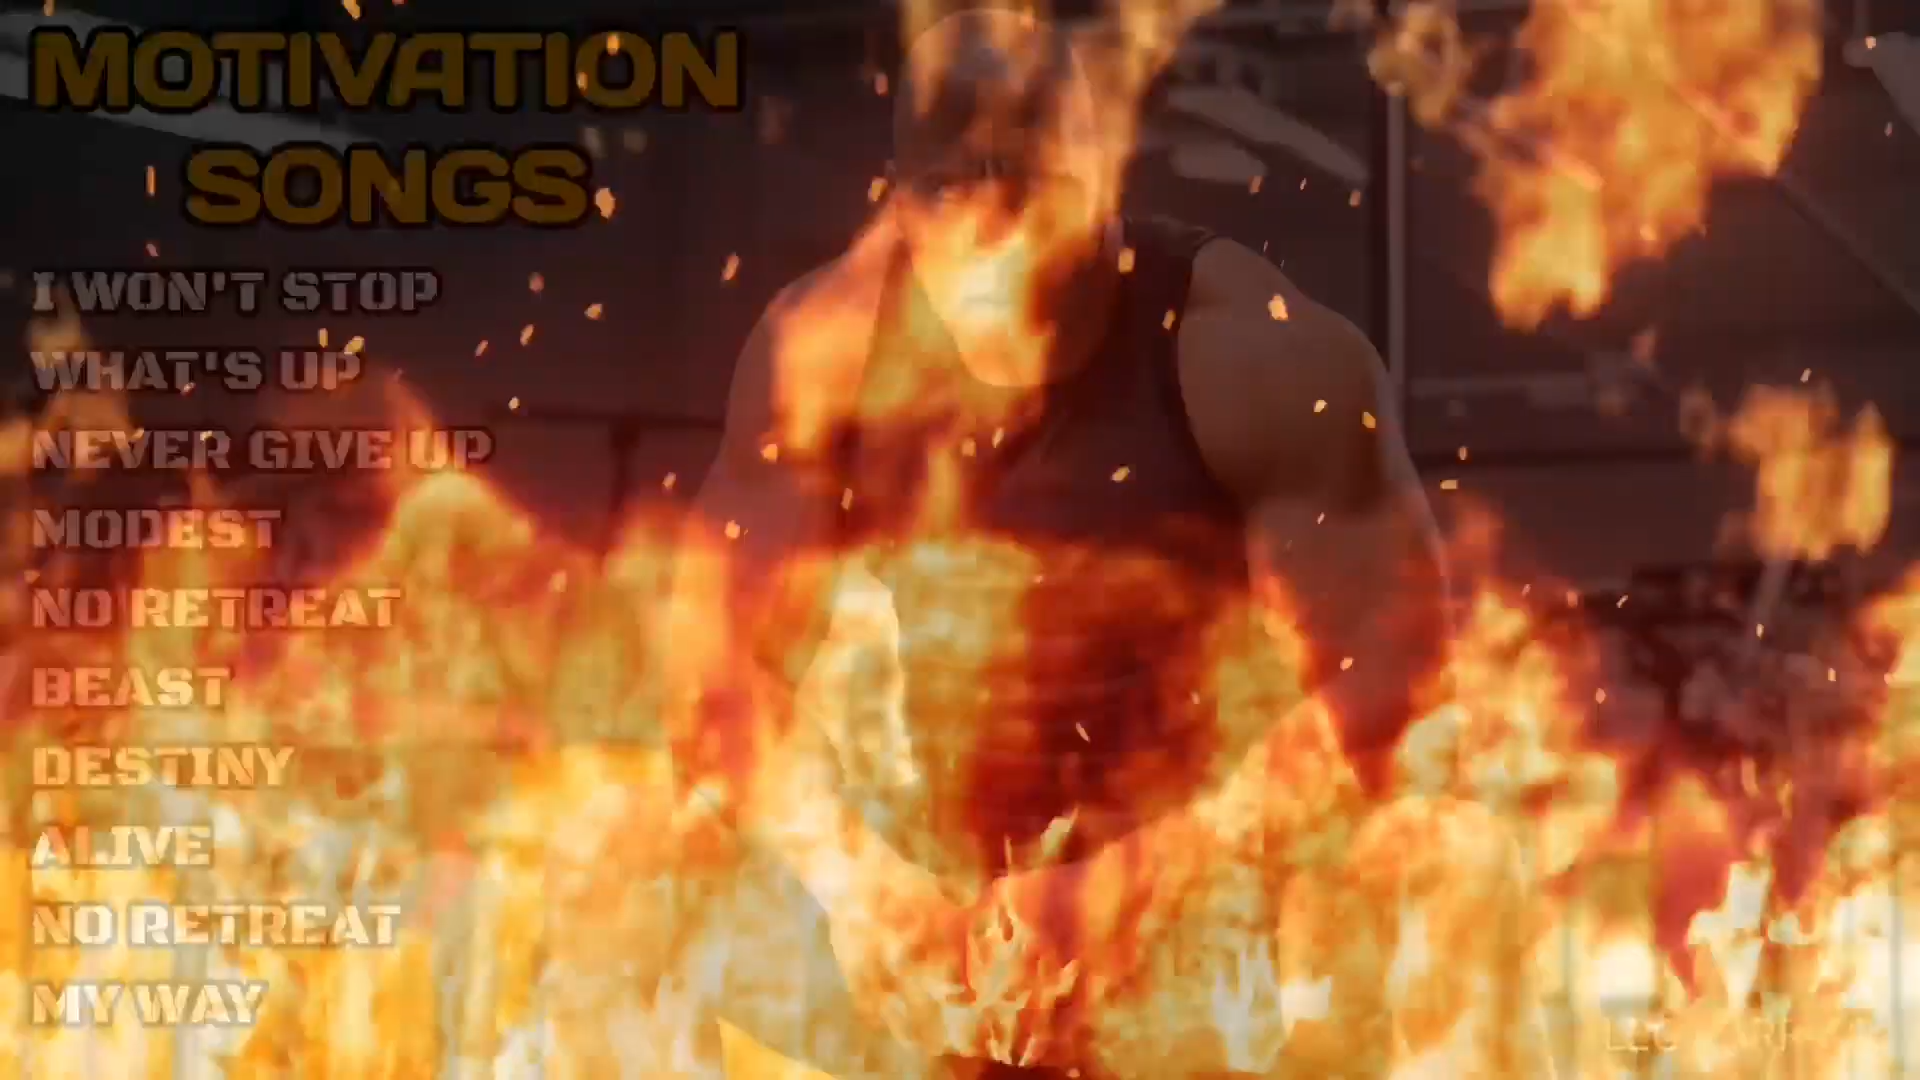 MOTIVATION
SONGS
I WON'T STOP
WHAT'S UP
NEVER GIVE UP
MODEST
NO RETREAT
BEAST
DESTINY
ALIVE
NO RETREAT
MY WAY